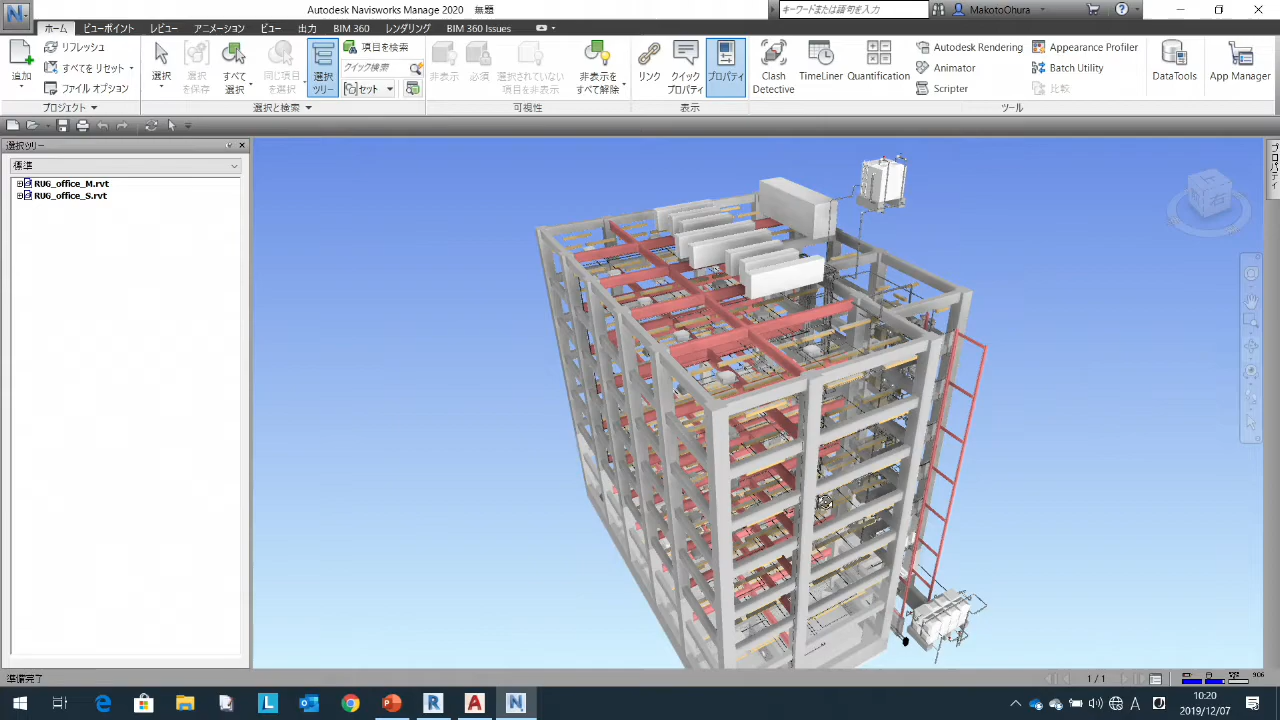 Autodesk Navisworks Manage 2020 無題
キーワードまたは語句を入力
MakotoOhura
ホーム ビューポイント レビュー アニメーション ビュー 出力 BIM 360 レンダリング BIM 360 Issues
追加
リフレッシュ
すべてをリセット...
ファイル オプション
プロジェクト
選択
選択を保存
すべて選択
同じ項目を選択
選択ツリー
項目を検索
クイック検索
セット
選択と検索
非表示
必須
選択されていない項目を非表示
非表示をすべて解除
可視性
リンク
クイックプロパティ
プロパティ
表示
Clash Detective
TimeLiner
Quantification
Autodesk Rendering
Animator
Scripter
Appearance Profiler
Batch Utility
比較
DataTools
App Manager
ツール
選択ツリー
標準
RUG_office_M.rvt
RUG_office_S.rvt
プロパティ
右
準備完了
1 / 1
906
10:20
2019/12/07